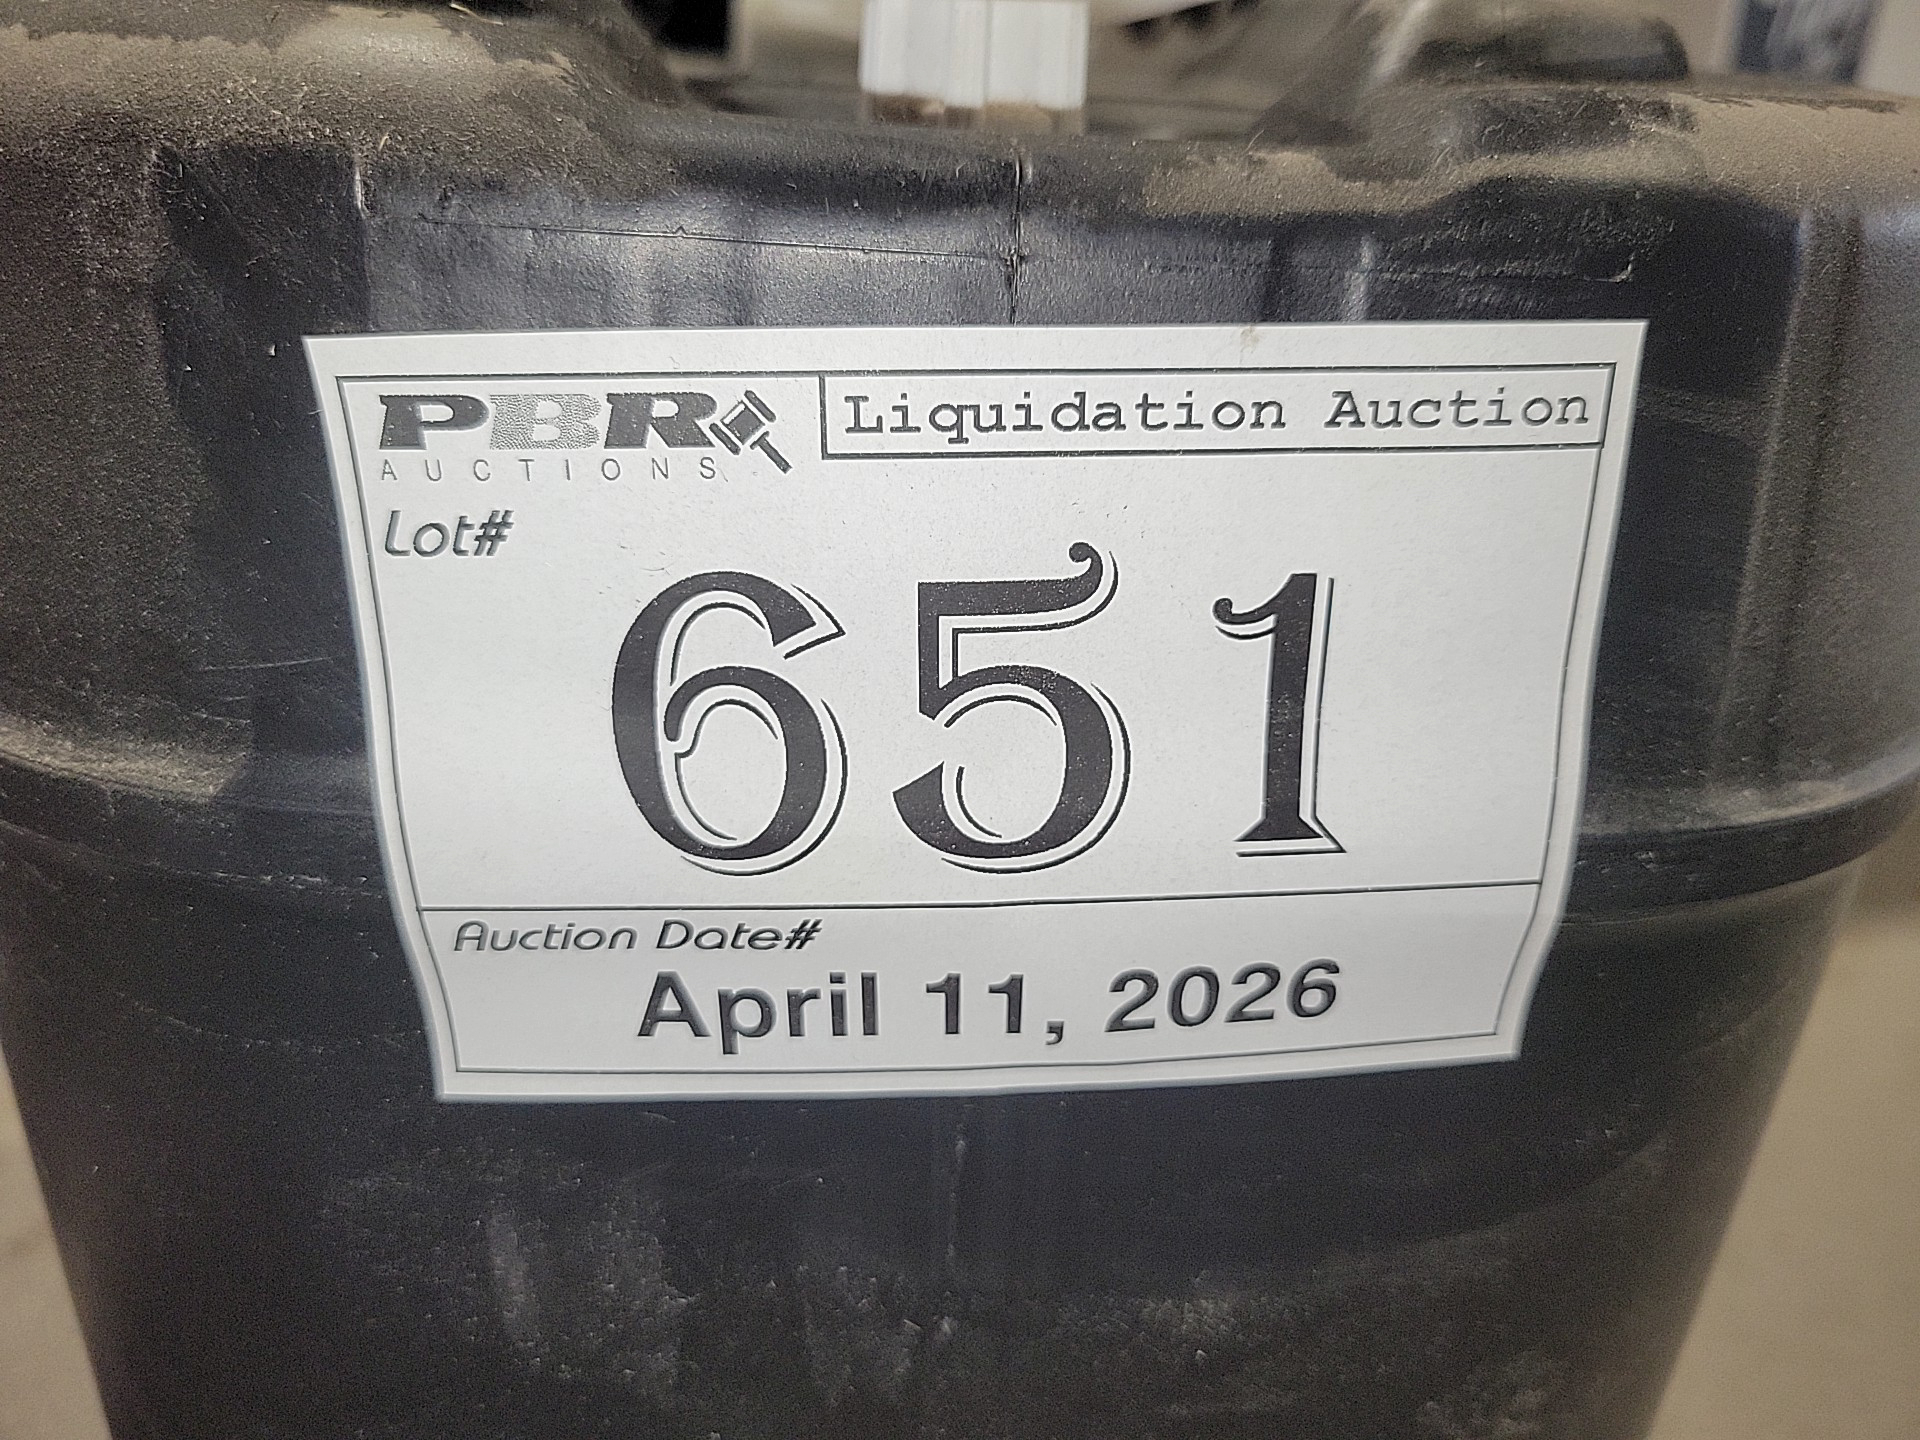 PBR
AUCTIONS
Liquidation Auction
Lot#
651
Auction Date#
April 11, 2026